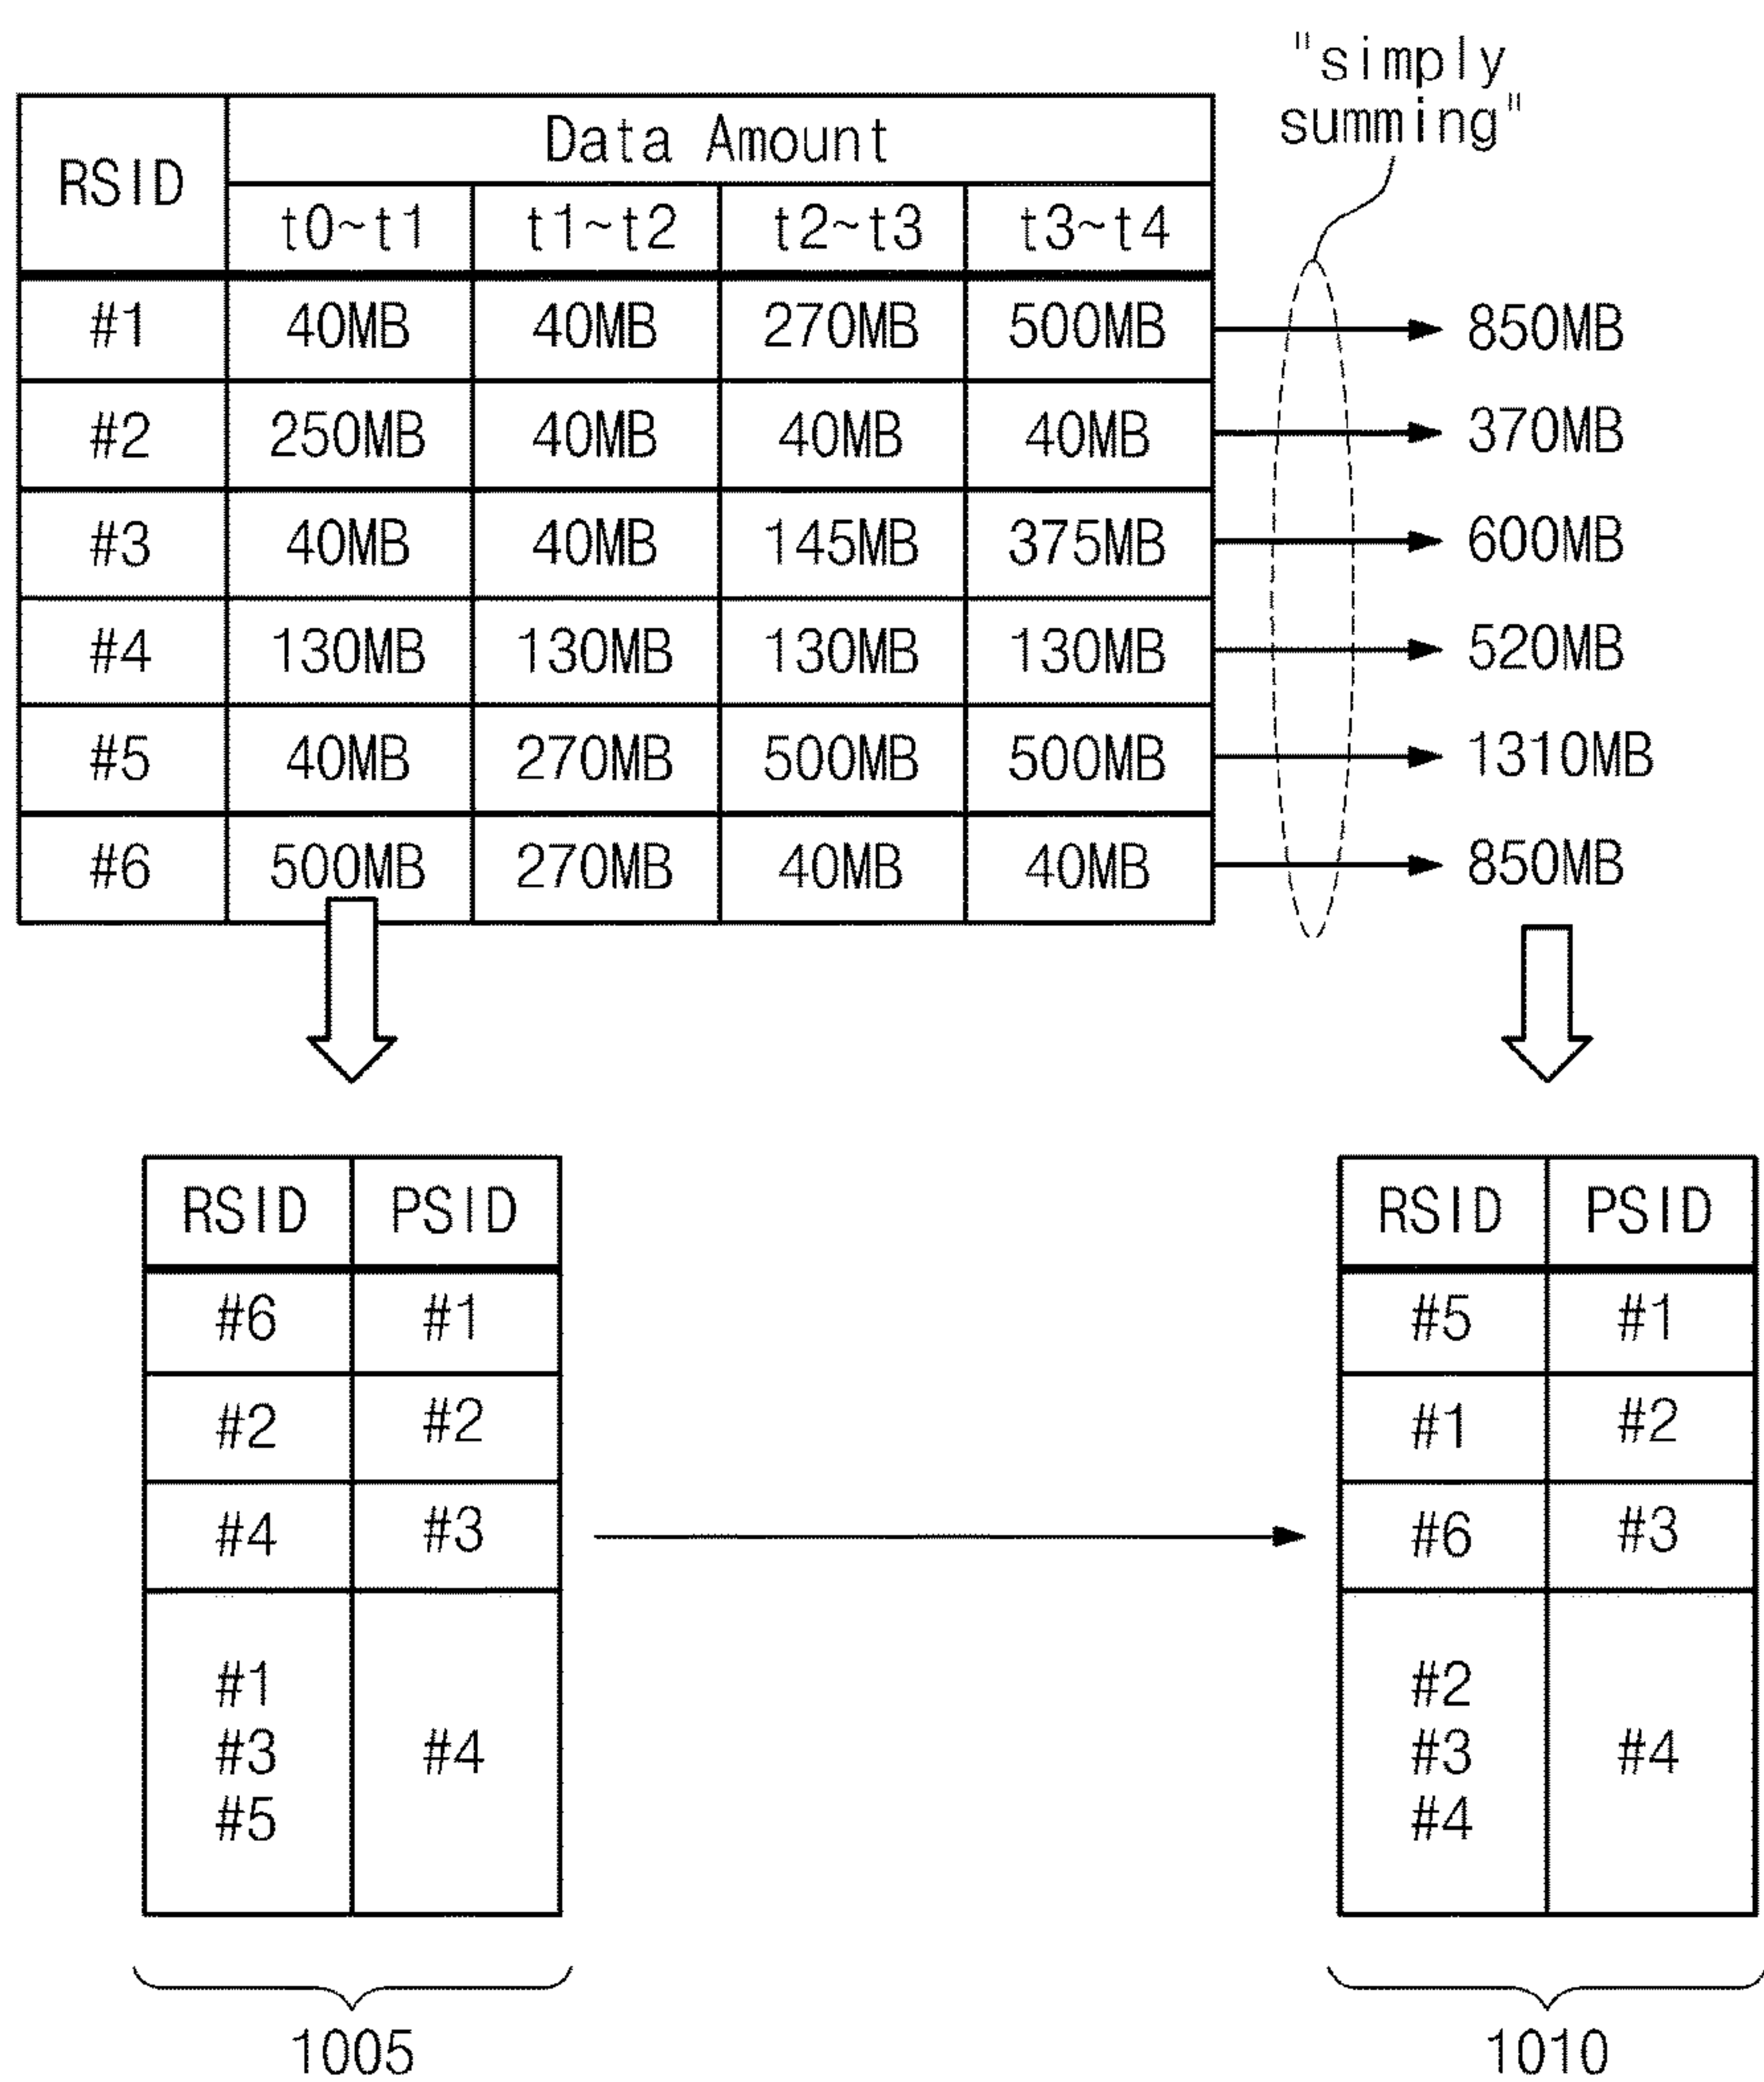 "simply
summing"
RSID Data Amount
t0~t1 t1~t2 t2~t3 t3~t4
#1 40MB 40MB 270MB 500MB 850MB
#2 250MB 40MB 40MB 40MB 370MB
#3 40MB 40MB 145MB 375MB 600MB
#4 130MB 130MB 130MB 130MB 520MB
#5 40MB 270MB 500MB 500MB 1310MB
#6 500MB 270MB 40MB 40MB 850MB
RSID PSID
#6 #1
#2 #2
#4 #3
#1
#3 #4
#5
1005
RSID PSID
#5 #1
#1 #2
#6 #3
#2
#3 #4
#4
1010